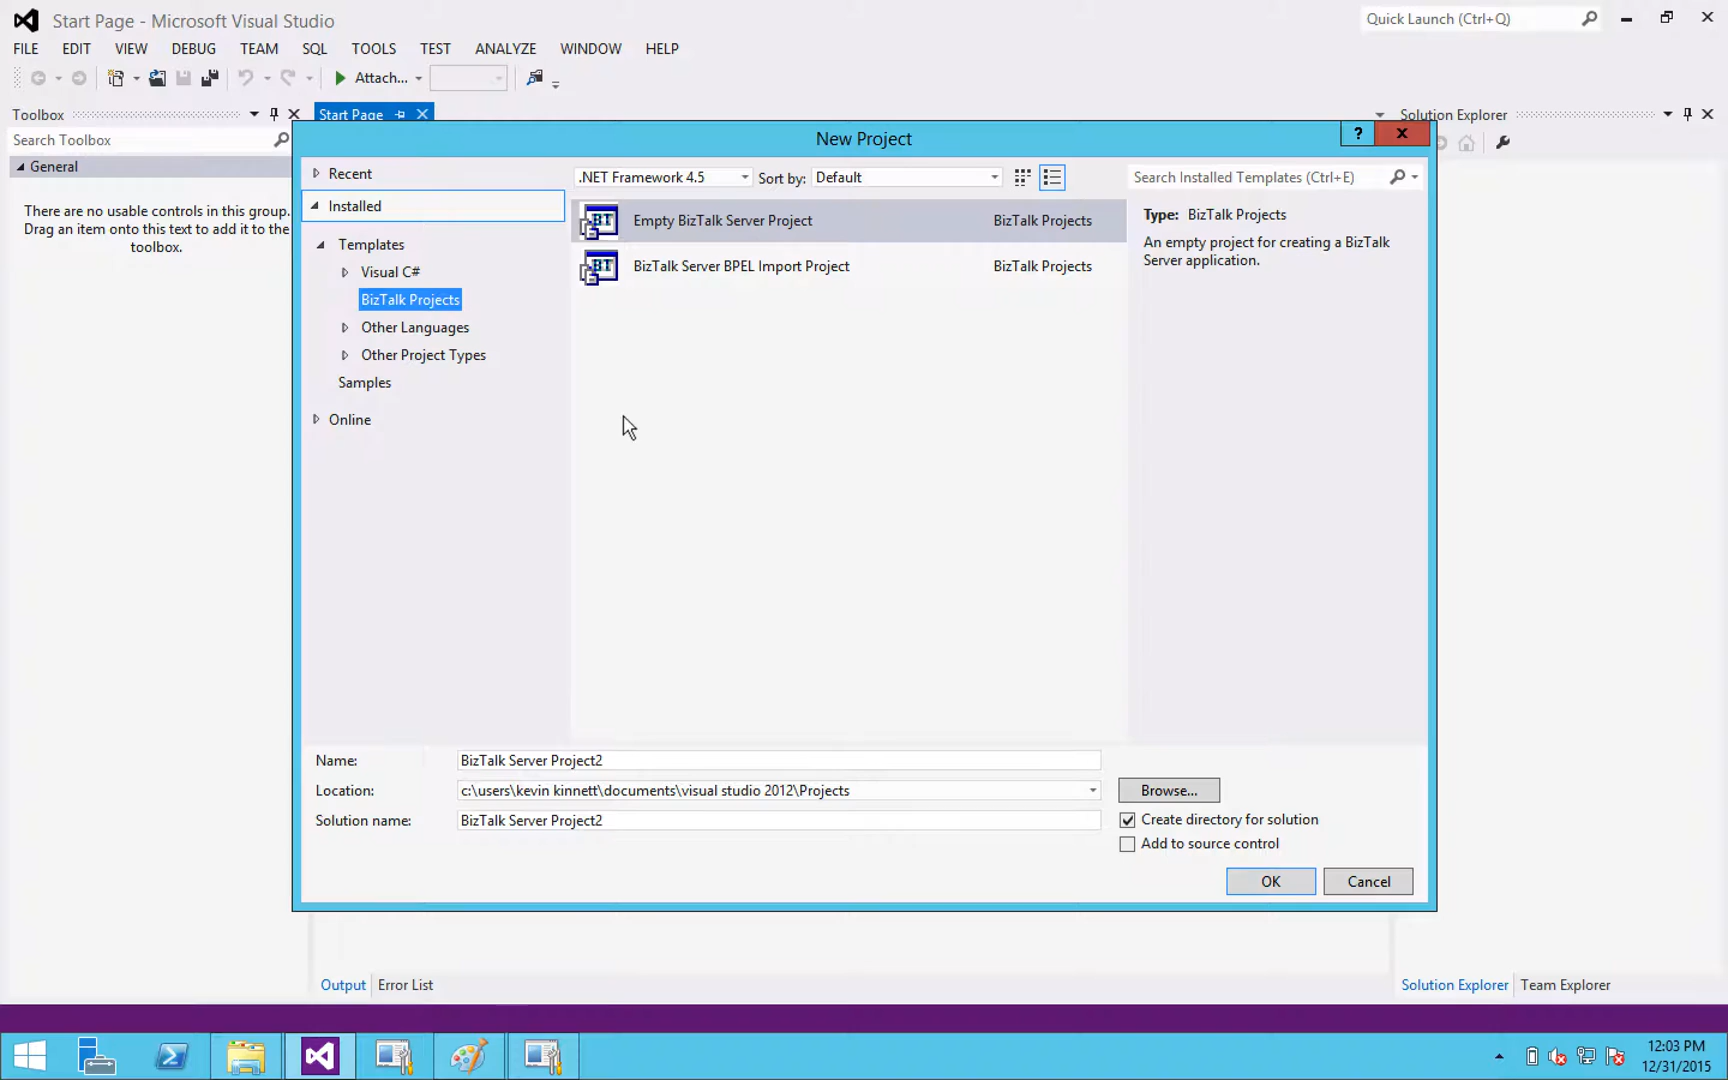 Start Page - Microsoft Visual Studio
Quick Launch (Ctrl+Q)
FILE EDIT VIEW DEBUG TEAM SQL TOOLS TEST ANALYZE WINDOW HELP
Attach...
Toolbox
Start Page
Solution Explorer
Search Toolbox
General
There are no usable controls in this group.
Drag an item onto this text to add it to the
toolbox.
New Project
?
Recent
Installed
Templates
Visual C#
BizTalk Projects
Other Languages
Other Project Types
Samples
Online
.NET Framework 4.5
Sort by: Default
Search Installed Templates (Ctrl+E)
BT Empty BizTalk Server Project BizTalk Projects
BT BizTalk Server BPEL Import Project BizTalk Projects
Type: BizTalk Projects
An empty project for creating a BizTalk
Server application.
Name: BizTalk Server Project2
Location: c:\users\kevin kinnett\documents\visual studio 2012\Projects
Browse...
Solution name: BizTalk Server Project2
Create directory for solution
Add to source control
OK Cancel
Output Error List
Solution Explorer Team Explorer
12:03 PM
12/31/2015